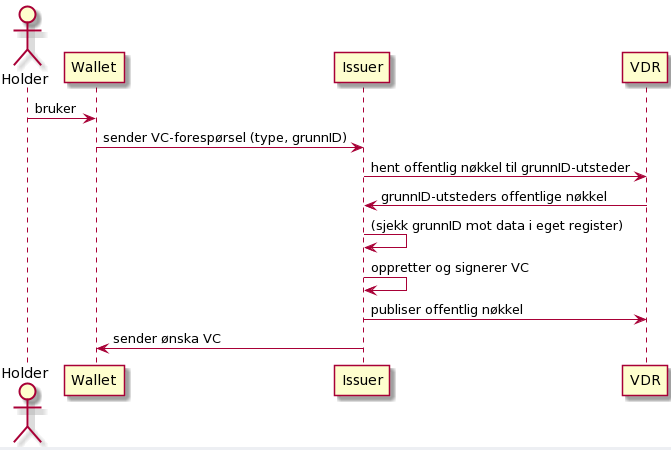 Holder
Wallet
Issuer
VDR
bruker
sender VC-forespørsel (type, grunnID)
hent offentlig nøkkel til grunnID-utsteder
grunnID-utsteders offentlige nøkkel
(sjekk grunnID mot data i eget register)
oppretter og signerer VC
publiser offentlig nøkkel
sender ønska VC
Holder
Wallet
Issuer
VDR